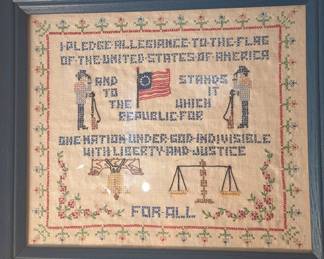 I·PLEDGE·ALLEGIANCE·TO·THE·FLAG
OF·THE·UNITED·STATES·OF·AMERICA
AND STANDS
TO IT
THE WHICH
REPUBLIC·FOR
ONE·NATION·UNDER·GOD·INDIVISIBLE
WITH·LIBERTY·AND·JUSTICE
FOR·ALL